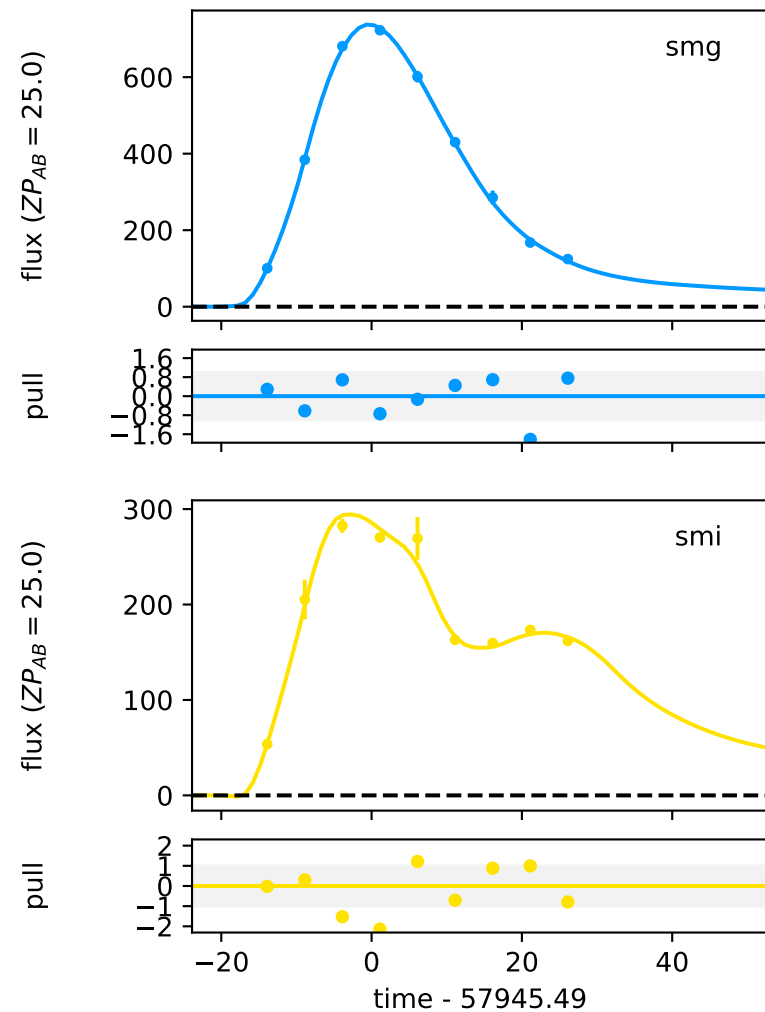 smg
flux (ZP_AB = 25.0)
600
400
200
0
pull
1.6
0.8
0.0
−0.8
−1.6
smi
flux (ZP_AB = 25.0)
300
200
100
0
pull
2
1
0
−1
−2
−20 0 20 40
time - 57945.49